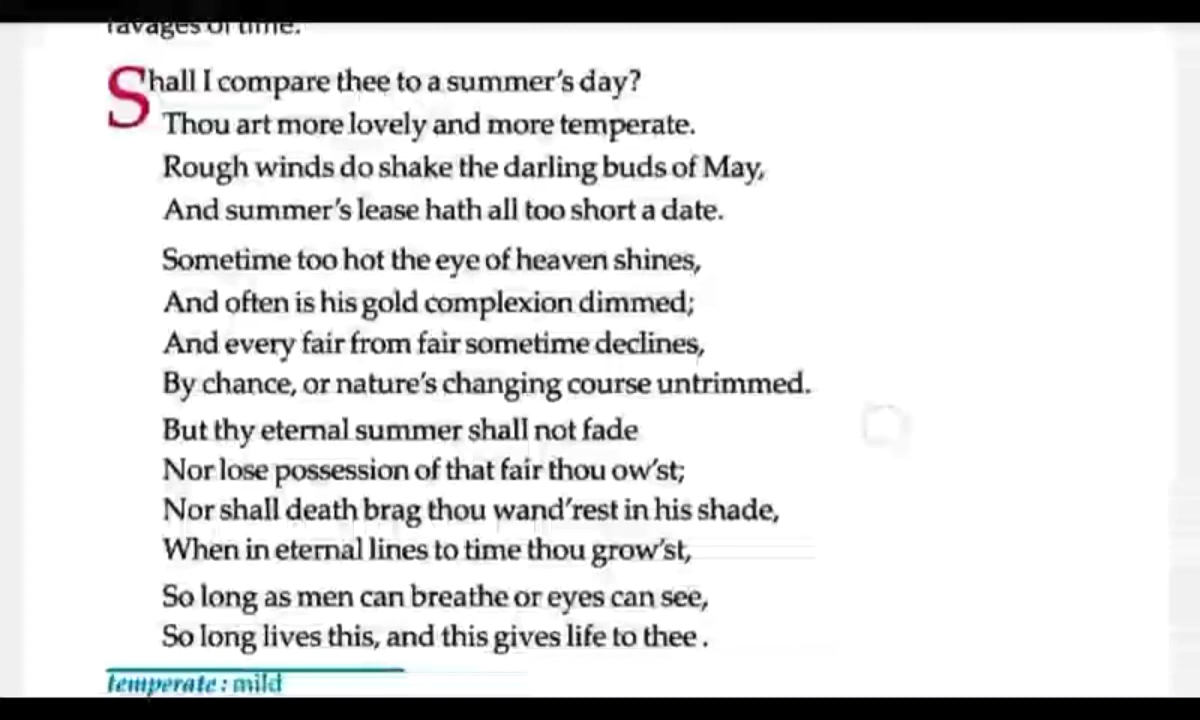 ravages of time.
Shall I compare thee to a summer's day?
Thou art more lovely and more temperate.
Rough winds do shake the darling buds of May,
And summer's lease hath all too short a date.
Sometime too hot the eye of heaven shines,
And often is his gold complexion dimmed;
And every fair from fair sometime declines,
By chance, or nature's changing course untrimmed.
But thy eternal summer shall not fade
Nor lose possession of that fair thou ow'st;
Nor shall death brag thou wand'rest in his shade,
When in eternal lines to time thou grow'st,
So long as men can breathe or eyes can see,
So long lives this, and this gives life to thee.
temperate : mild